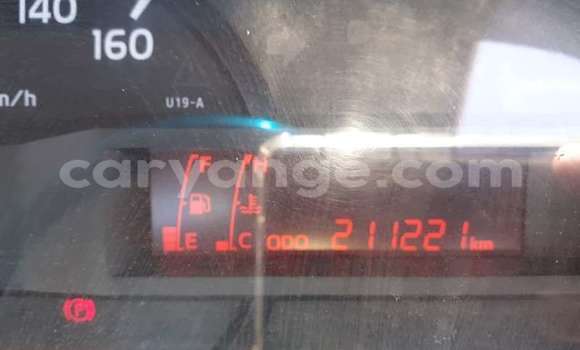 140
160
m/h
U19-A
caryange.com
F H
E C ODO 211221 km
P